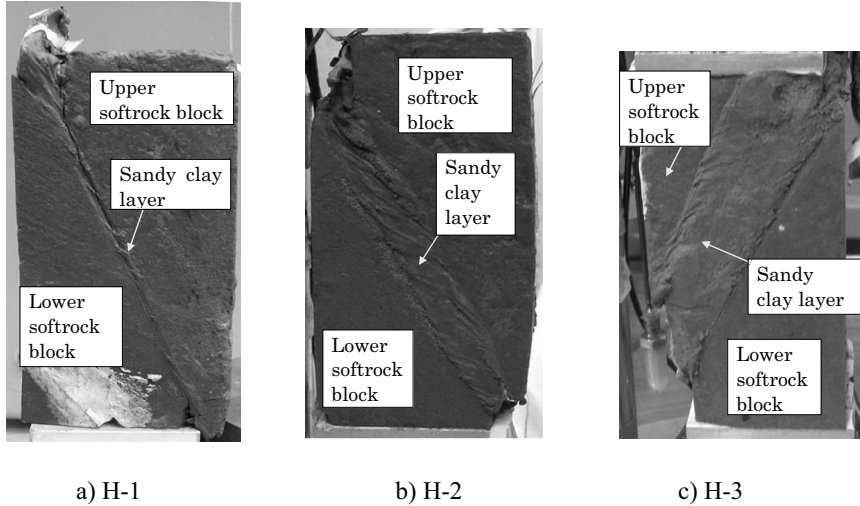 Upper
softrock block
Sandy clay
layer
Lower
softrock
block
Upper
softrock
block
Sandy
clay
layer
Lower
softrock
block
Upper
softrock
block
Sandy
clay layer
Lower
softrock
block
a) H-1
b) H-2
c) H-3